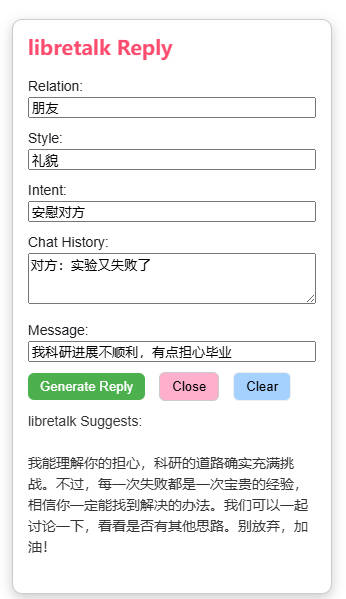 libretalk Reply
Relation:
朋友
Style:
礼貌
Intent:
安慰对方
Chat History:
对方：实验又失败了
Message:
我科研进展不顺利，有点担心毕业
Generate Reply Close Clear
libretalk Suggests:
我能理解你的担心，科研的道路确实充满挑
战。不过，每一次失败都是一次宝贵的经验，
相信你一定能找到解决的办法。我们可以一起
讨论一下，看看是否有其他思路。别放弃，加
油！